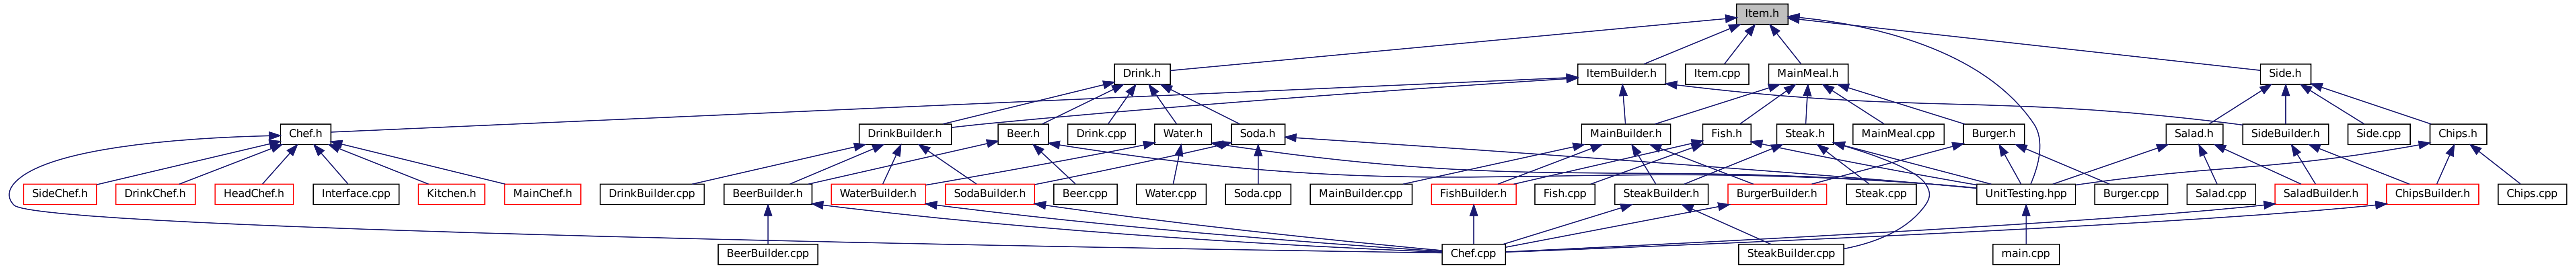 Item.h
Drink.h
ItemBuilder.h
Item.cpp
MainMeal.h
Side.h
Chef.h
DrinkBuilder.h
Beer.h
Drink.cpp
Water.h
Soda.h
MainBuilder.h
Fish.h
Steak.h
MainMeal.cpp
Burger.h
Salad.h
SideBuilder.h
Side.cpp
Chips.h
SideChef.h
DrinkChef.h
HeadChef.h
Interface.cpp
Kitchen.h
MainChef.h
DrinkBuilder.cpp
BeerBuilder.h
WaterBuilder.h
SodaBuilder.h
Beer.cpp
Water.cpp
Soda.cpp
MainBuilder.cpp
FishBuilder.h
Fish.cpp
SteakBuilder.h
BurgerBuilder.h
Steak.cpp
UnitTesting.hpp
Burger.cpp
Salad.cpp
SaladBuilder.h
ChipsBuilder.h
Chips.cpp
BeerBuilder.cpp
Chef.cpp
SteakBuilder.cpp
main.cpp